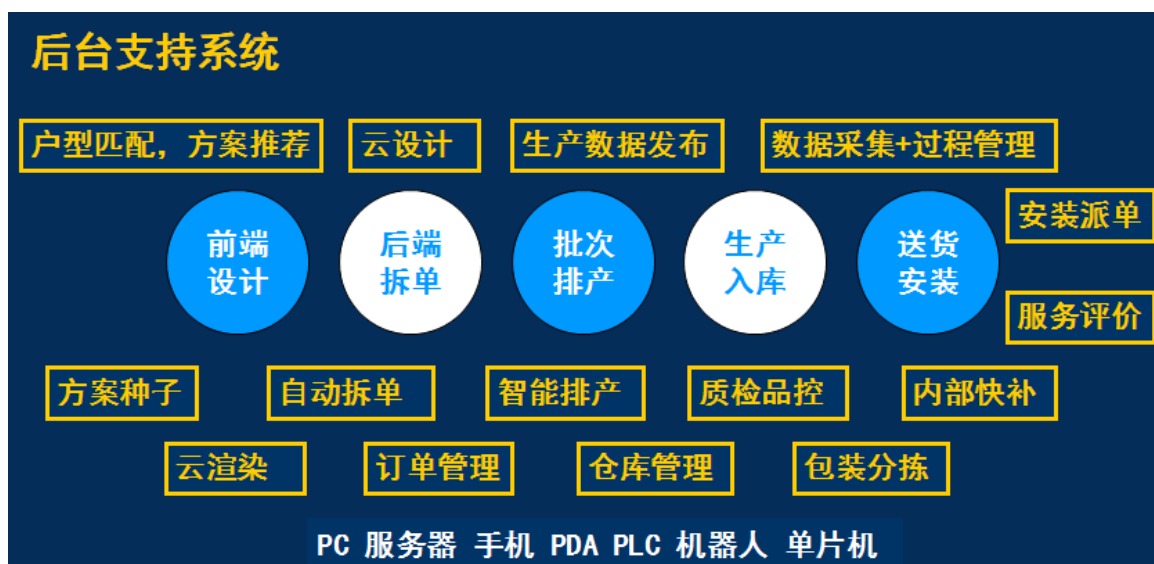 后台支持系统
户型匹配，方案推荐
云设计
生产数据发布
数据采集+过程管理
前端
设计
后端
拆单
批次
排产
生产
入库
送货
安装
安装派单
服务评价
方案种子
自动拆单
智能排产
质检品控
内部快补
云渲染
订单管理
仓库管理
包装分拣
PC 服务器 手机 PDA PLC 机器人 单片机